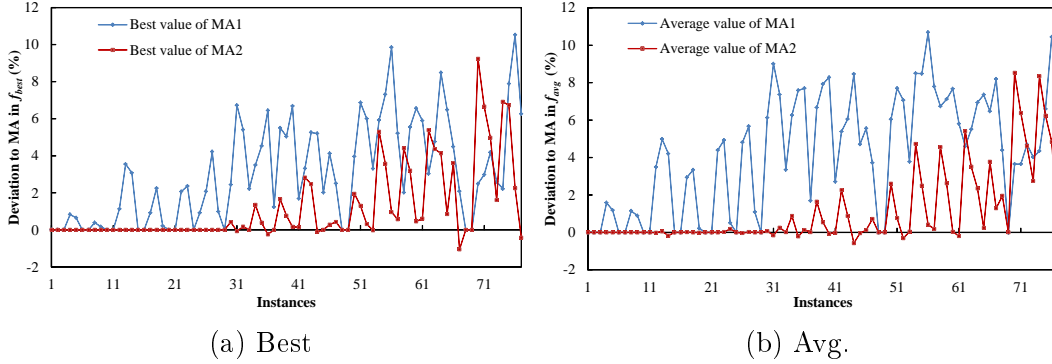 12
10
8
6
4
2
0
-2
Deviation to MA in f_best (%)
Best value of MA1
Best value of MA2
1 11 21 31 41 51 61 71
Instances
(a) Best
12
10
8
6
4
2
0
-2
Deviation to MA in f_avg (%)
Average value of MA1
Average value of MA2
1 11 21 31 41 51 61 71
Instances
(b) Avg.